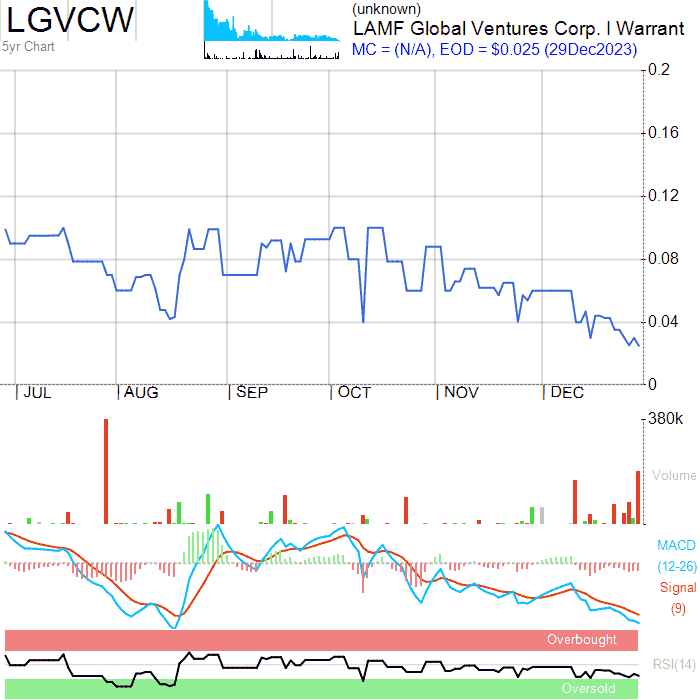 LGVCW
5yr Chart
(unknown)
LAMF Global Ventures Corp. I Warrant
MC = (N/A), EOD = $0.025 (29Dec2023)
0.2
0.16
0.12
0.08
0.04
0
JUL AUG SEP OCT NOV DEC
380k
Volume
MACD
(12-26)
Signal
(9)
Overbought
RSI(14)
Oversold